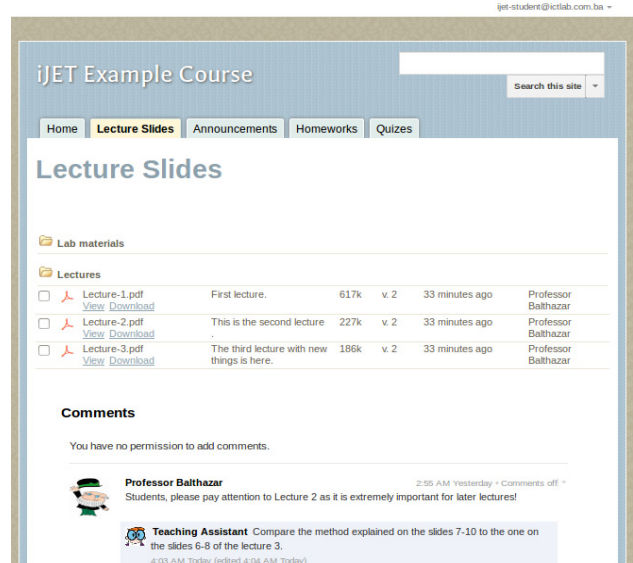 ijet-student@ictlab.com.ba
iJET Example Course
Search this site
Home Lecture Slides Announcements Homeworks Quizes
Lecture Slides
Lab materials
Lectures
Lecture-1.pdf First lecture. 617k v. 2 33 minutes ago Professor
View Download Balthazar
Lecture-2.pdf This is the second lecture 227k v. 2 33 minutes ago Professor
View Download . Balthazar
Lecture-3.pdf The third lecture with new 186k v. 2 33 minutes ago Professor
View Download things is here. Balthazar
Comments
You have no permission to add comments.
Professor Balthazar 2:55 AM Yesterday • Comments off
Students, please pay attention to Lecture 2 as it is extremely important for later lectures!
Teaching Assistant Compare the method explained on the slides 7-10 to the one on
the slides 6-8 of the lecture 3.
4:03 AM Today (edited 4:04 AM Today)